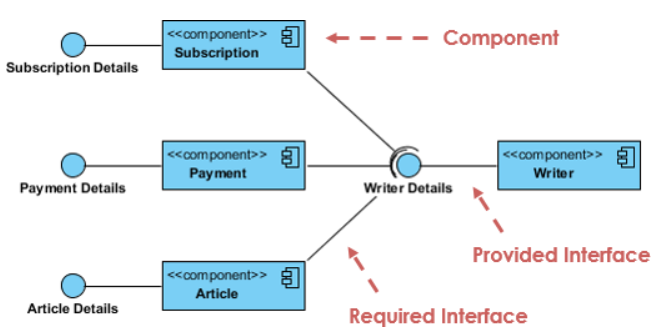 <<component>>
Subscription
Component
Subscription Details
<<component>>
Payment
<<component>>
Writer
Payment Details
Writer Details
Provided Interface
<<component>>
Article
Article Details
Required Interface